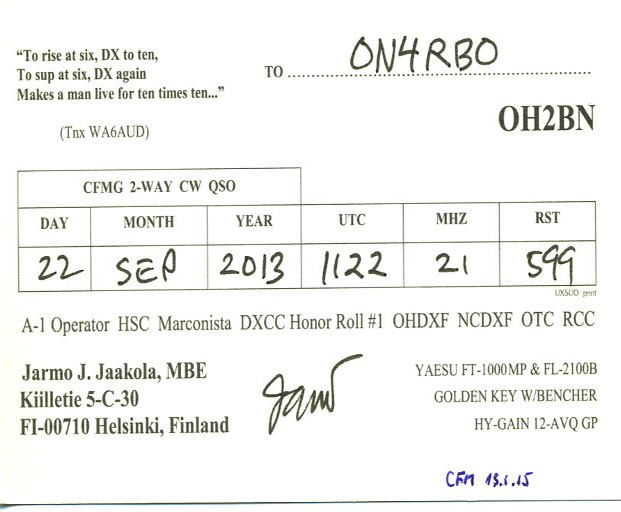 “To rise at six, DX to ten,
To sup at six, DX again
Makes a man live for ten times ten...”
(Tnx WA6AUD)
TO ON4RBO
OH2BN
CFMG 2-WAY CW QSO
DAY MONTH YEAR UTC MHZ RST
22 SEP 2013 1122 21 599
UX5UO print
A-1 Operator HSC Marconista DXCC Honor Roll #1 OHDXF NCDXF OTC RCC
Jarmo J. Jaakola, MBE
Kiilletie 5-C-30
FI-00710 Helsinki, Finland
YAESU FT-1000MP & FL-2100B
GOLDEN KEY W/BENCHER
HY-GAIN 12-AVQ GP
CFM 13.1.15